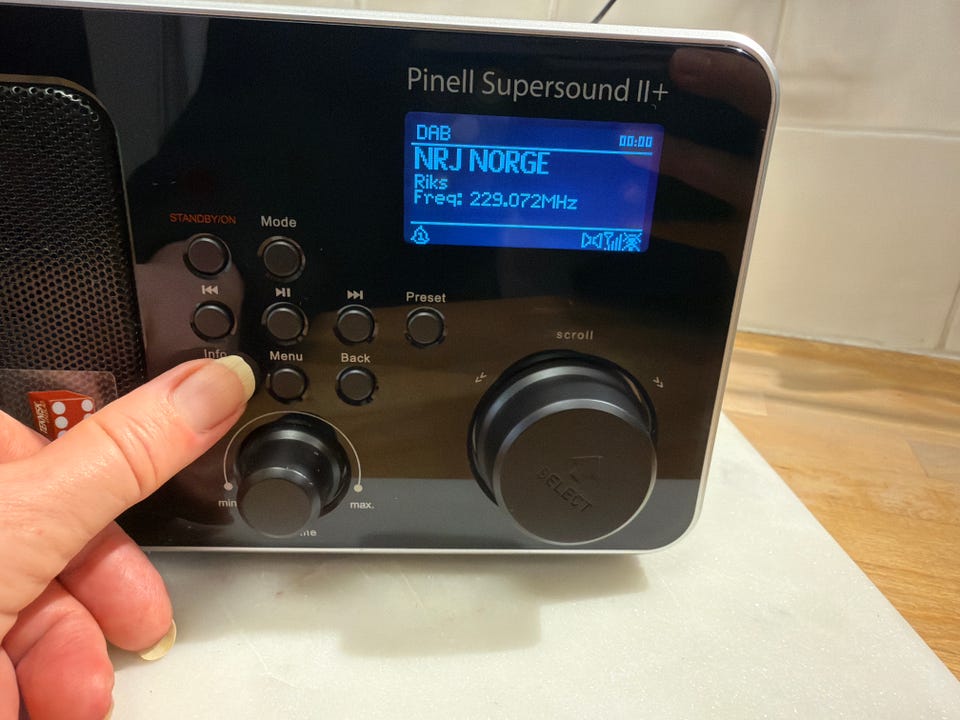 Pinell Supersound II+
DAB 00:00
NRJ NORGE
Riks
Freq: 229.072MHz
STANDBY/ON Mode
Preset
Info Menu Back
scroll
SELECT
min max.